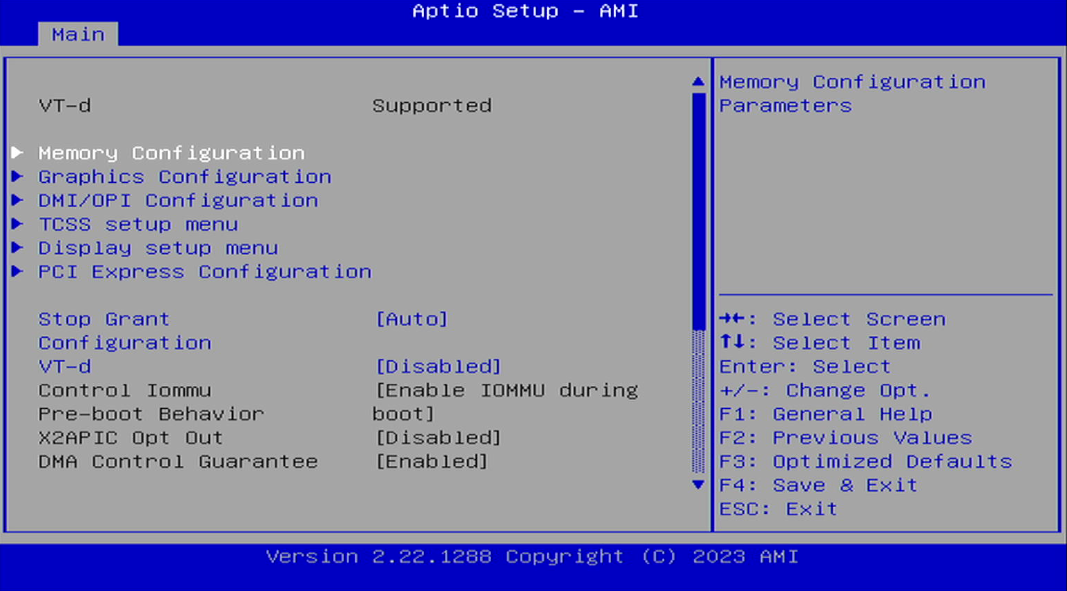 Aptio Setup – AMI
Main
VT-d Supported
Memory Configuration
Graphics Configuration
DMI/OPI Configuration
TCSS setup menu
Display setup menu
PCI Express Configuration
Stop Grant [Auto]
Configuration
VT-d [Disabled]
Control Iommu [Enable IOMMU during
Pre-boot Behavior boot]
X2APIC Opt Out [Disabled]
DMA Control Guarantee [Enabled]
Memory Configuration
Parameters
→←: Select Screen
↑↓: Select Item
Enter: Select
+/-: Change Opt.
F1: General Help
F2: Previous Values
F3: Optimized Defaults
F4: Save & Exit
ESC: Exit
Version 2.22.1288 Copyright (C) 2023 AMI